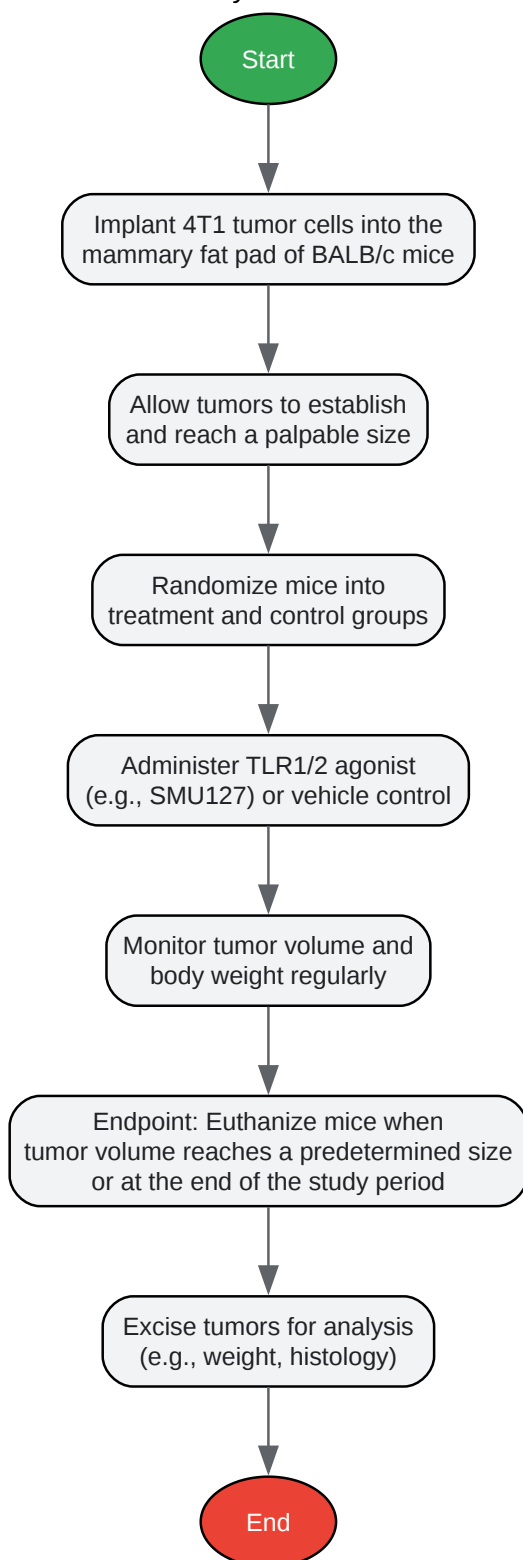 Start
Implant 4T1 tumor cells into the
mammary fat pad of BALB/c mice
Allow tumors to establish
and reach a palpable size
Randomize mice into
treatment and control groups
Administer TLR1/2 agonist
(e.g., SMU127) or vehicle control
Monitor tumor volume and
body weight regularly
Endpoint: Euthanize mice when
tumor volume reaches a predetermined size
or at the end of the study period
Excise tumors for analysis
(e.g., weight, histology)
End